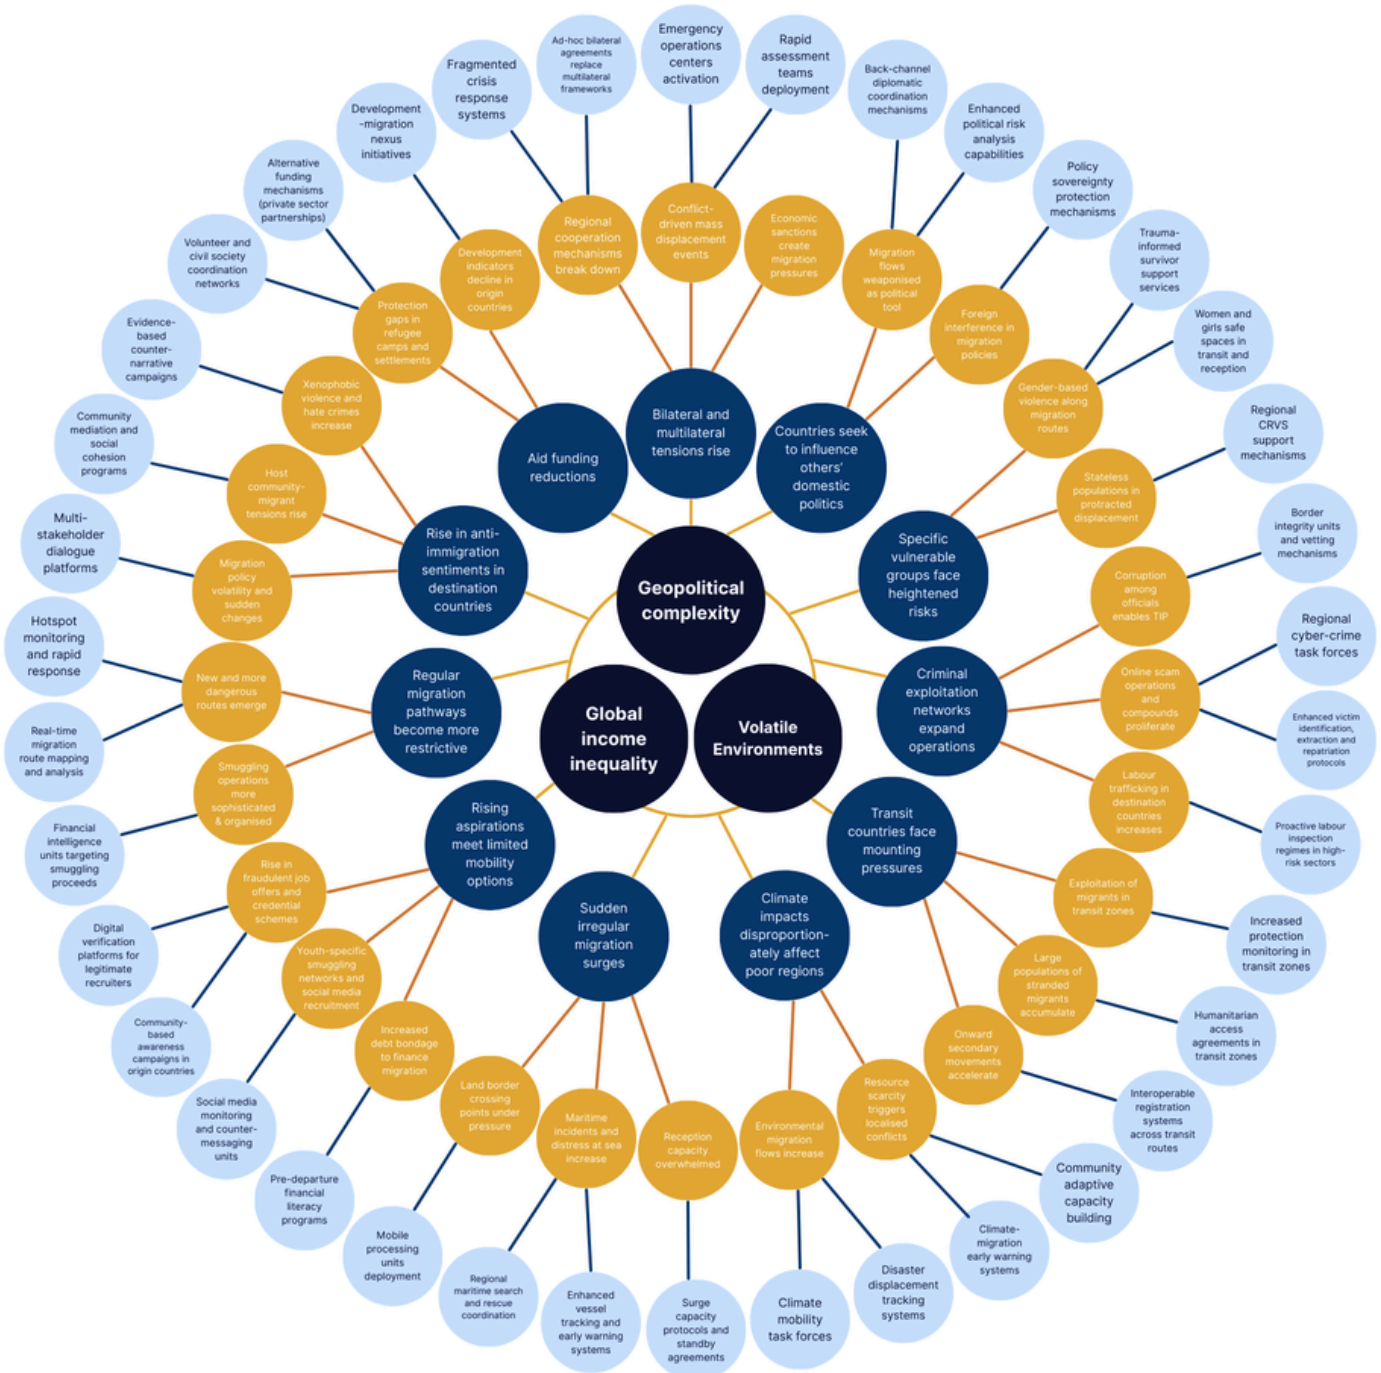 Emergency
operations
centers
activation
Rapid
assessment
teams
deployment
Back-channel
diplomatic
coordination
mechanisms
Enhanced
political risk
analysis
capabilities
Policy
sovereignty
protection
mechanisms
Trauma-
informed
survivor
support
services
Women and
girls safe
spaces in
transit and
reception
Regional
CRVS
support
mechanisms
Border
integrity units
and vetting
mechanisms
Regional
cyber-crime
task forces
Enhanced victim
identification,
extraction and
repatriation
protocols
Proactive labour
inspection
regimes in high-
risk sectors
Increased
protection
monitoring in
transit zones
Humanitarian
access
agreements in
transit zones
Interoperable
registration
systems
across transit
routes
Community
adaptive
capacity
building
Climate-
migration
early warning
systems
Disaster
displacement
tracking
systems
Climate
mobility
task forces
Surge
capacity
protocols and
standby
agreements
Enhanced
vessel
tracking and
early warning
systems
Regional
maritime search
and rescue
coordination
Mobile
processing
units
deployment
Pre-departure
financial
literacy
programs
Social media
monitoring
and counter-
messaging
units
Community-
based
awareness
campaigns in
origin countries
Digital
verification
platforms for
legitimate
recruiters
Financial
intelligence
units targeting
smuggling
proceeds
Real-time
migration
route mapping
and analysis
Hotspot
monitoring
and rapid
response
Multi-
stakeholder
dialogue
platforms
Community
mediation and
social
cohesion
programs
Evidence-
based
counter-
narrative
campaigns
Volunteer and
civil society
coordination
networks
Alternative
funding
mechanisms
(private sector
partnerships)
Development
-migration
nexus
initiatives
Fragmented
crisis
response
systems
Ad-hoc bilateral
agreements
replace
multilateral
frameworks
Conflict-
driven mass
displacement
events
Economic
sanctions
create
migration
pressures
Migration
flows
weaponised
as political
tool
Foreign
interference in
migration
policies
Gender-based
violence along
migration
routes
Stateless
populations in
protracted
displacement
Corruption
among
officials
enables TIP
Online scam
operations
and
compounds
proliferate
Labour
trafficking in
destination
countries
increases
Exploitation of
migrants in
transit zones
Large
populations of
stranded
migrants
accumulate
Onward
secondary
movements
accelerate
Resource
scarcity
triggers
localised
conflicts
Environmental
migration
flows increase
Reception
capacity
overwhelmed
Maritime
incidents and
distress at sea
increase
Land border
crossing
points under
pressure
Increased
debt bondage
to finance
migration
Youth-specific
smuggling
networks and
social media
recruitment
Rise in
fraudulent job
offers and
credential
schemes
Smuggling
operations
more
sophisticated
& organised
New and more
dangerous
routes emerge
Migration
policy
volatility and
sudden
changes
Host
community-
migrant
tensions rise
Xenophobic
violence and
hate crimes
increase
Protection
gaps in
refugee
camps and
settlements
Development
indicators
decline in
origin
countries
Regional
cooperation
mechanisms
break down
Bilateral and
multilateral
tensions rise
Countries seek
to influence
others'
domestic
politics
Specific
vulnerable
groups face
heightened
risks
Criminal
exploitation
networks
expand
operations
Transit
countries face
mounting
pressures
Climate
impacts
disproportion-
ately affect
poor regions
Sudden
irregular
migration
surges
Rising
aspirations
meet limited
mobility
options
Regular
migration
pathways
become more
restrictive
Rise in anti-
immigration
sentiments in
destination
countries
Aid funding
reductions
Geopolitical
complexity
Global
income
inequality
Volatile
Environments